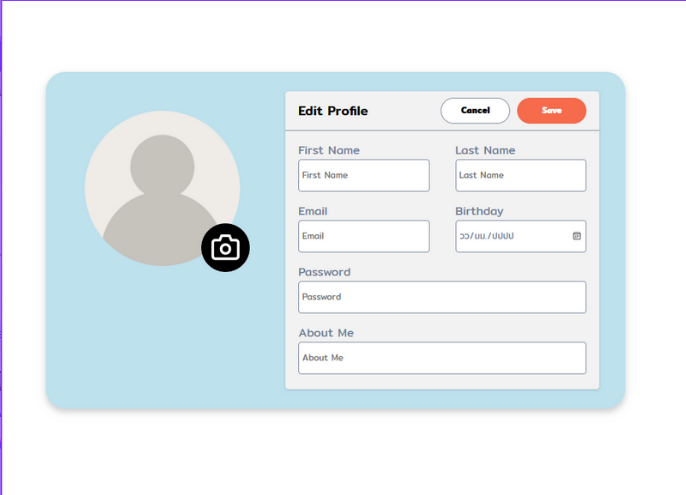 Edit Profile Cancel Save
First Name Last Name
First Name Last Name
Email Birthday
Email วว/ดด/ปปปป
Password
Password
About Me
About Me